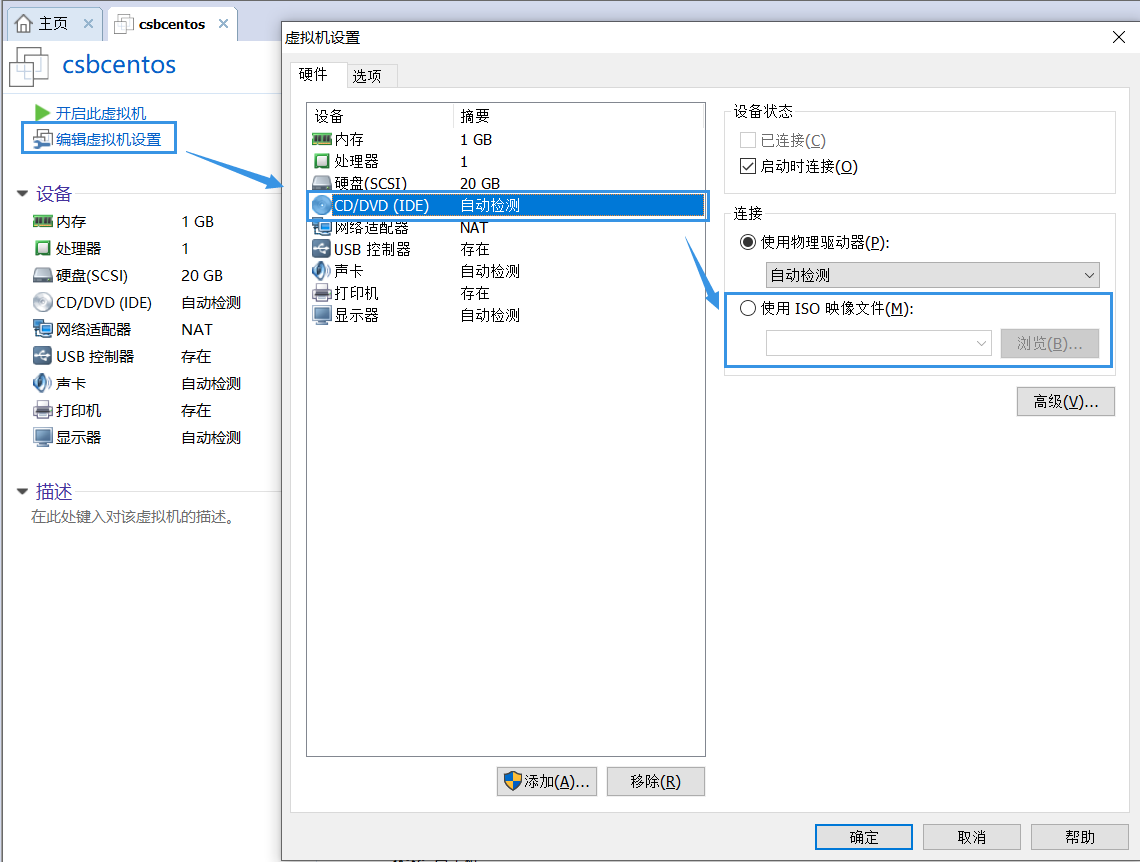 主页
csbcentos
csbcentos
开启此虚拟机
编辑虚拟机设置
设备
内存 1 GB
处理器 1
硬盘(SCSI) 20 GB
CD/DVD (IDE) 自动检测
网络适配器 NAT
USB 控制器 存在
声卡 自动检测
打印机 存在
显示器 自动检测
描述
在此处键入对该虚拟机的描述。
虚拟机设置
硬件 选项
设备 摘要
内存 1 GB
处理器 1
硬盘(SCSI) 20 GB
CD/DVD (IDE) 自动检测
网络适配器 NAT
USB 控制器 存在
声卡 自动检测
打印机 存在
显示器 自动检测
添加(A)... 移除(R)
设备状态
已连接(C)
启动时连接(O)
连接
使用物理驱动器(P):
自动检测
使用 ISO 映像文件(M):
浏览(B)...
高级(V)...
确定 取消 帮助